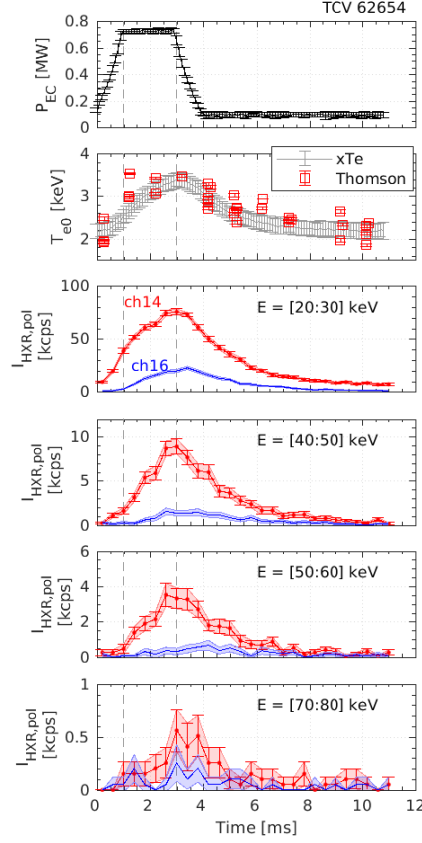 TCV 62654
P_EC [MW]
0.8
0.6
0.4
0.2
0
T_e0 [keV]
4
3
2
1
xTe
Thomson
I_HXR,pol [kcps]
100
50
0
ch14
ch16
E = [20:30] keV
I_HXR,pol [kcps]
10
5
0
E = [40:50] keV
I_HXR,pol [kcps]
6
4
2
0
E = [50:60] keV
I_HXR,pol [kcps]
1
0.5
0
E = [70:80] keV
0 2 4 6 8 10 12
Time [ms]